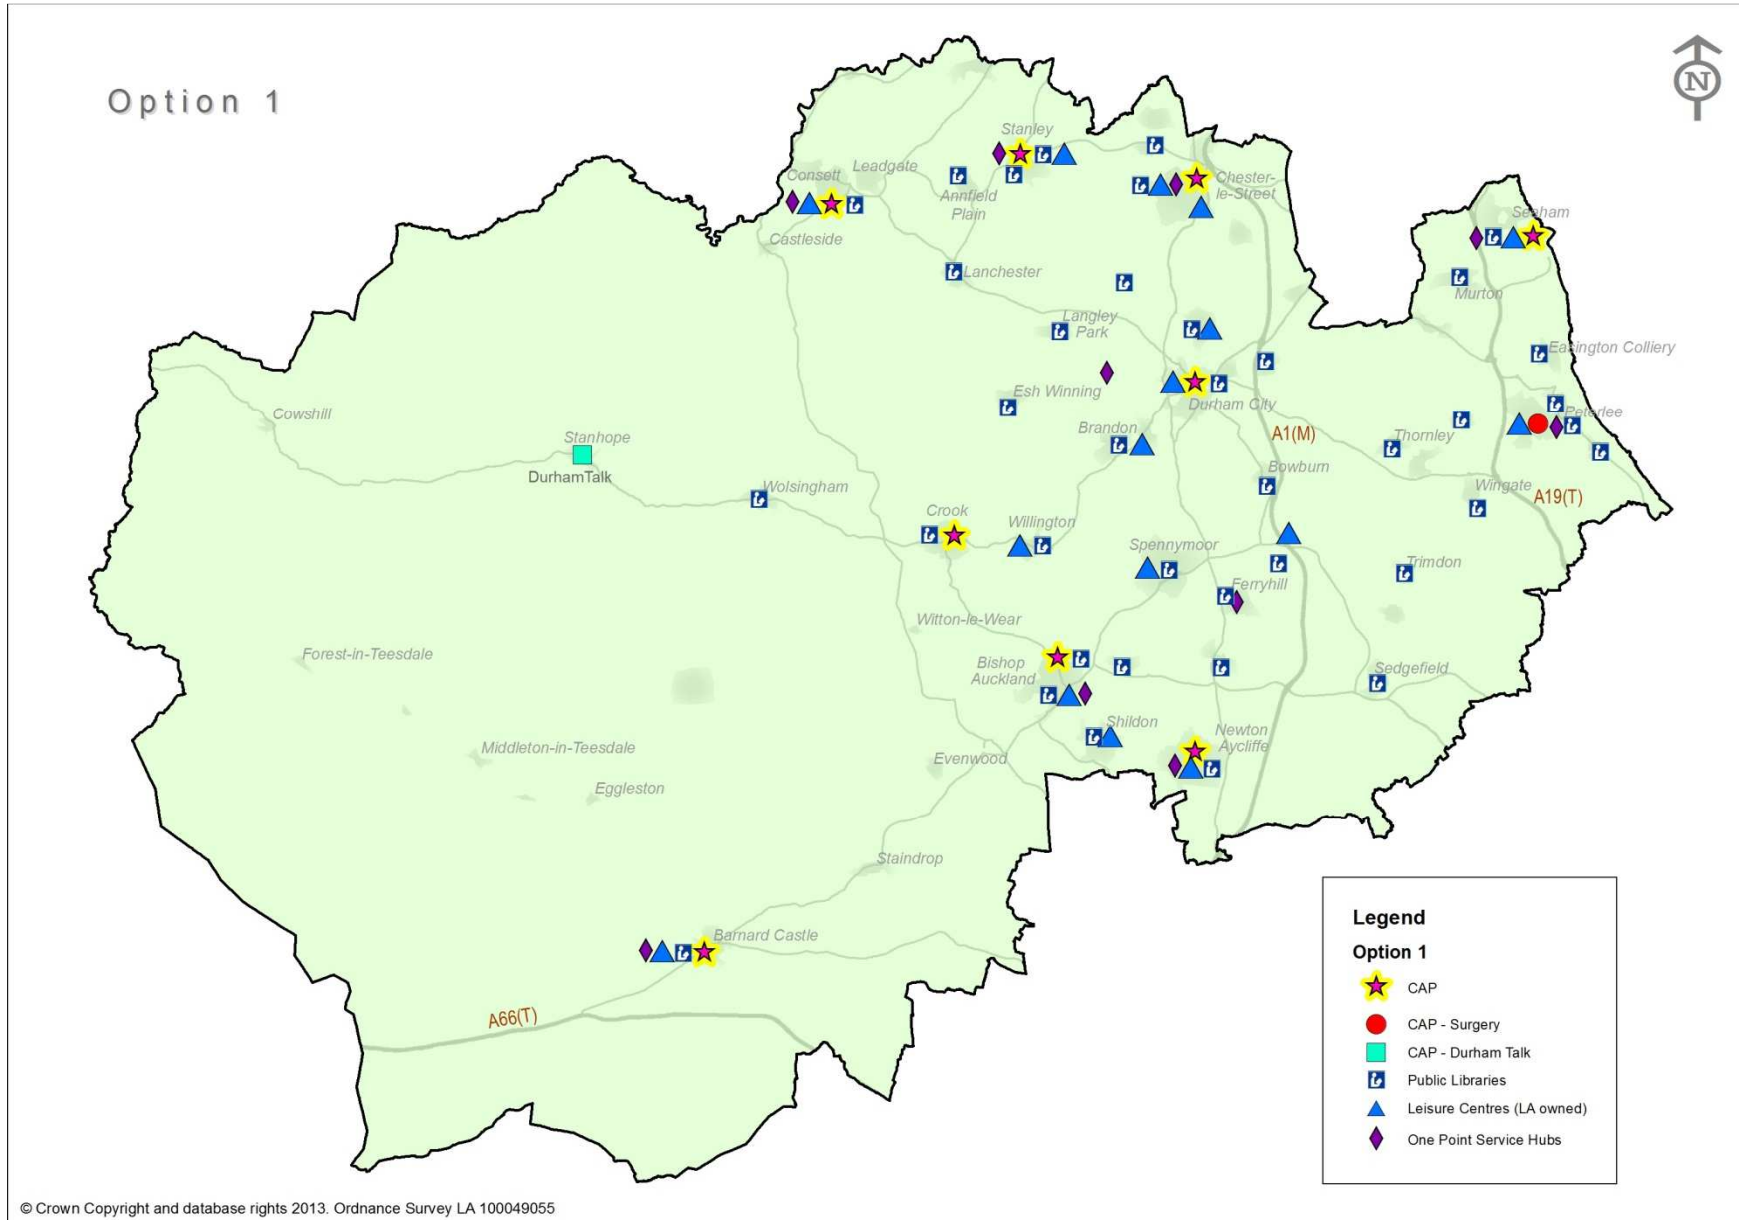 Option 1
N
Stanley
Consett
Leadgate
Annfield
Plain
Chester-
le-Street
Castleside
Seaham
Lanchester
Murton
Langley
Park
Easington Colliery
Esh Winning
Durham City
Cowshill
Stanhope
DurhamTalk
Brandon
A1(M)
Thornley
Peterlee
Bowburn
Wolsingham
Wingate
A19(T)
Crook
Willington
Spennymoor
Trimdon
Ferryhill
Witton-le-Wear
Forest-in-Teesdale
Bishop
Auckland
Sedgefield
Shildon
Newton
Aycliffe
Middleton-in-Teesdale
Evenwood
Eggleston
Staindrop
Barnard Castle
A66(T)
Legend
Option 1
CAP
CAP - Surgery
CAP - Durham Talk
Public Libraries
Leisure Centres (LA owned)
One Point Service Hubs
© Crown Copyright and database rights 2013. Ordnance Survey LA 100049055